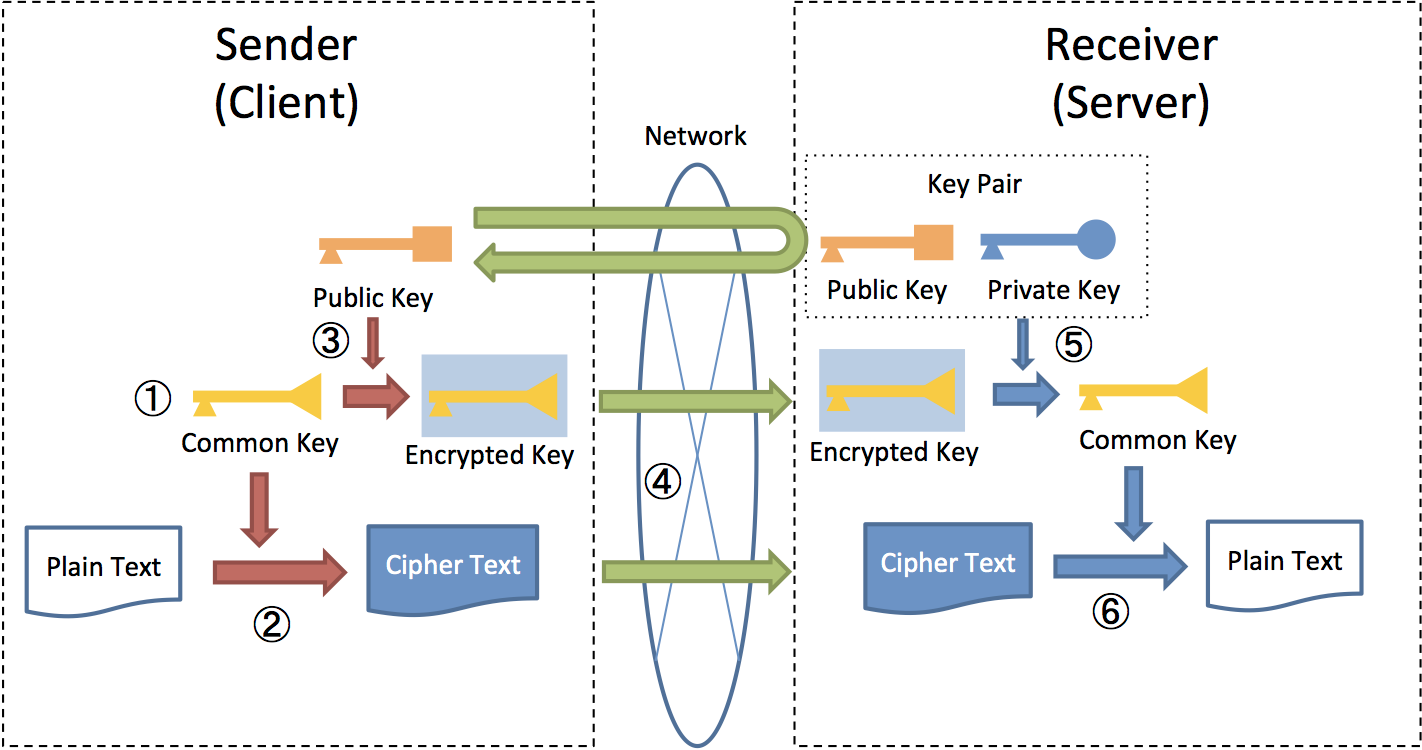 Sender
(Client)
Receiver
(Server)
Network
Key Pair
Public Key
Public Key
Private Key
③
⑤
①
Common Key
Encrypted Key
Encrypted Key
Common Key
④
Plain Text
Cipher Text
Cipher Text
Plain Text
②
⑥